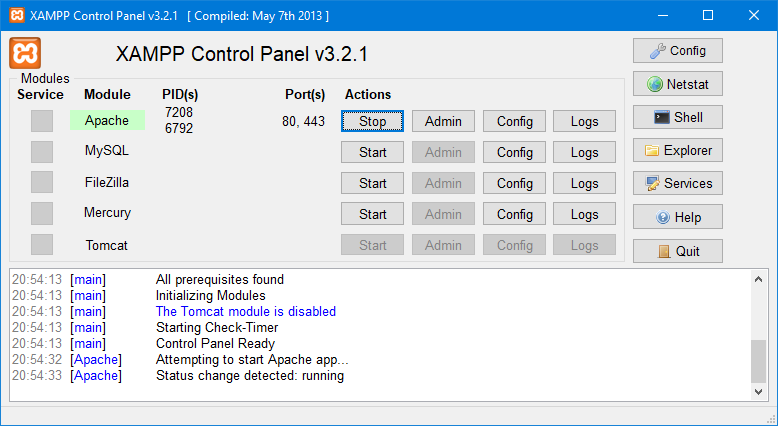 XAMPP Control Panel v3.2.1 [ Compiled: May 7th 2013 ]
XAMPP Control Panel v3.2.1
Config
Modules
Service Module PID(s) Port(s) Actions
Netstat
Apache 7208 6792 80, 443 Stop Admin Config Logs
Shell
MySQL Start Admin Config Logs
Explorer
FileZilla Start Admin Config Logs
Services
Mercury Start Admin Config Logs
Help
Tomcat Start Admin Config Logs
Quit
20:54:13 [main] All prerequisites found
20:54:13 [main] Initializing Modules
20:54:13 [main] The Tomcat module is disabled
20:54:13 [main] Starting Check-Timer
20:54:13 [main] Control Panel Ready
20:54:32 [Apache] Attempting to start Apache app...
20:54:33 [Apache] Status change detected: running